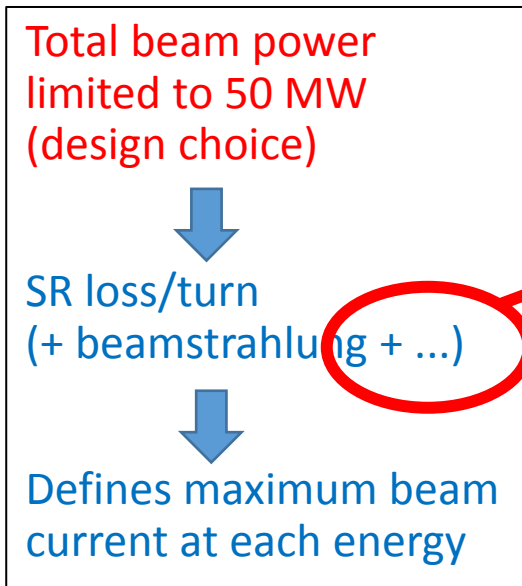 Total beam power
limited to 50 MW
(design choice)
SR loss/turn
(+ beamstrahlung + ...)
Defines maximum beam
current at each energy